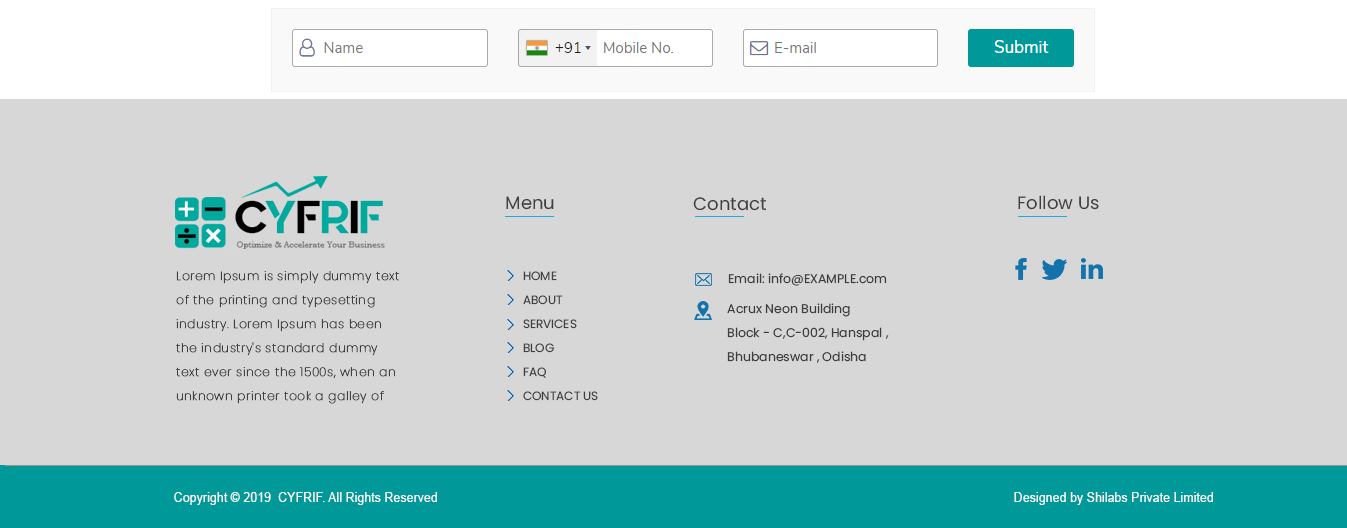 Name
+91
Mobile No.
E-mail
Submit
CYFRIF
Optimize & Accelerate Your Business
Lorem Ipsum is simply dummy text
of the printing and typesetting
industry. Lorem Ipsum has been
the industry's standard dummy
text ever since the 1500s, when an
unknown printer took a galley of
Menu
HOME
ABOUT
SERVICES
BLOG
FAQ
CONTACT US
Contact
Email: info@EXAMPLE.com
Acrux Neon Building
Block - C,C-002, Hanspal ,
Bhubaneswar , Odisha
Follow Us
Copyright © 2019 CYFRIF. All Rights Reserved
Designed by Shilabs Private Limited